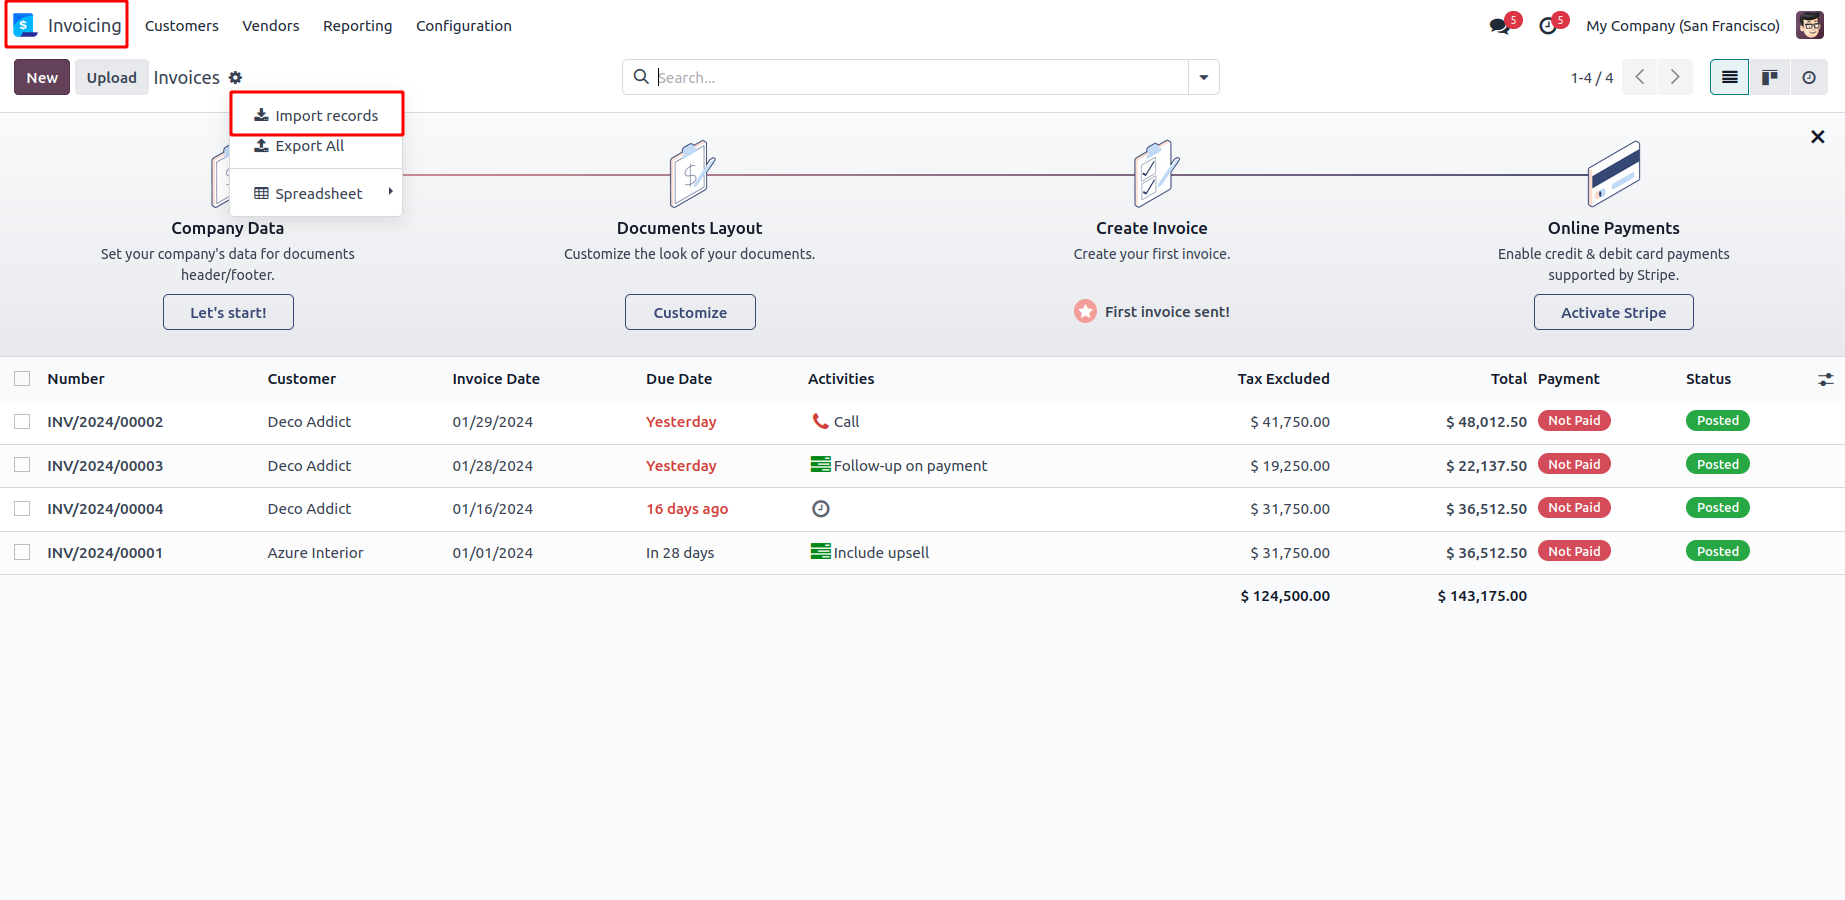 Invoicing Customers Vendors Reporting Configuration 5 5 My Company (San Francisco)
New Upload Invoices Search... 1-4 / 4
Import records
Export All
Spreadsheet
Company Data Documents Layout Create Invoice Online Payments
Set your company's data for documents Customize the look of your documents. Create your first invoice. Enable credit & debit card payments
header/footer. supported by Stripe.
Let's start! Customize First invoice sent! Activate Stripe
Number Customer Invoice Date Due Date Activities Tax Excluded Total Payment Status
INV/2024/00002 Deco Addict 01/29/2024 Yesterday Call $ 41,750.00 $ 48,012.50 Not Paid Posted
INV/2024/00003 Deco Addict 01/28/2024 Yesterday Follow-up on payment $ 19,250.00 $ 22,137.50 Not Paid Posted
INV/2024/00004 Deco Addict 01/16/2024 16 days ago $ 31,750.00 $ 36,512.50 Not Paid Posted
INV/2024/00001 Azure Interior 01/01/2024 In 28 days Include upsell $ 31,750.00 $ 36,512.50 Not Paid Posted
$ 124,500.00 $ 143,175.00